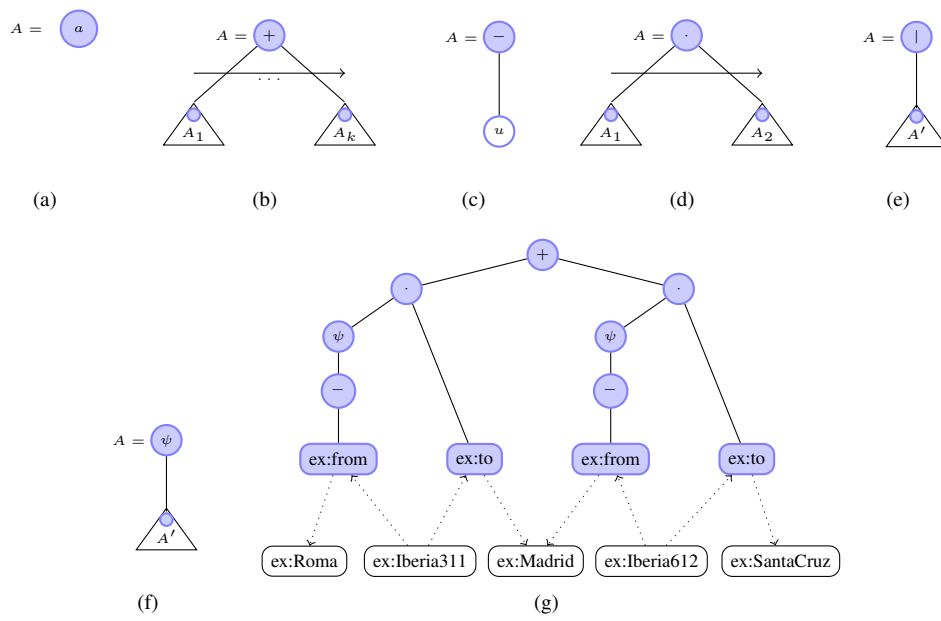 A = a
A = +
. . .
A1 Ak
A = −
u
A = ·
A1 A2
A = |
A′
(a) (b) (c) (d) (e)
+
· ·
ψ ψ
− −
A = ψ
ex:from ex:to ex:from ex:to
A′
ex:Roma ex:Iberia311 ex:Madrid ex:Iberia612 ex:SantaCruz
(f) (g)